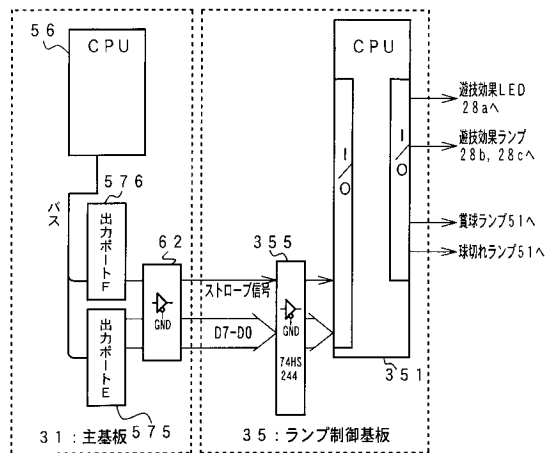 56
CPU
バス
576
出力ポートF
出力ポートE
575
62
GND
ストローブ信号
D7-D0
31:主基板
355
GND
74HS
244
CPU
I/O
I/O
351
35:ランプ制御基板
遊技効果LED
28aへ
遊技効果ランプ
28b, 28cへ
賞球ランプ51へ
球切れランプ51へ